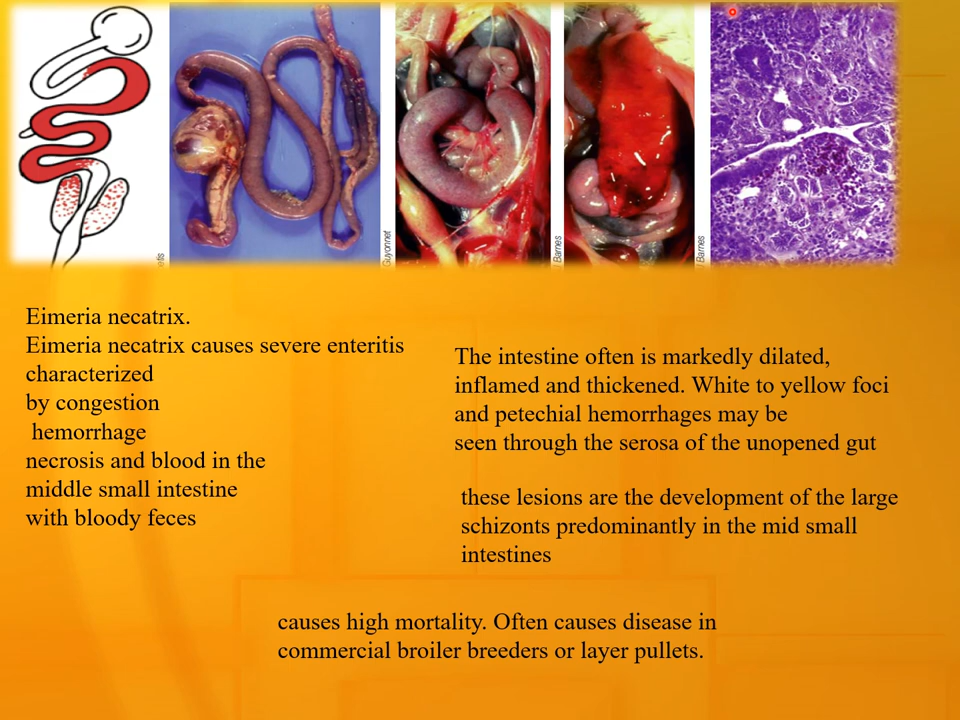 etis
Guyonnet
Barnes
Barnes
Eimeria necatrix.
Eimeria necatrix causes severe enteritis
characterized
by congestion
hemorrhage
necrosis and blood in the
middle small intestine
with bloody feces
The intestine often is markedly dilated,
inflamed and thickened. White to yellow foci
and petechial hemorrhages may be
seen through the serosa of the unopened gut
these lesions are the development of the large
schizonts predominantly in the mid small
intestines
causes high mortality. Often causes disease in
commercial broiler breeders or layer pullets.